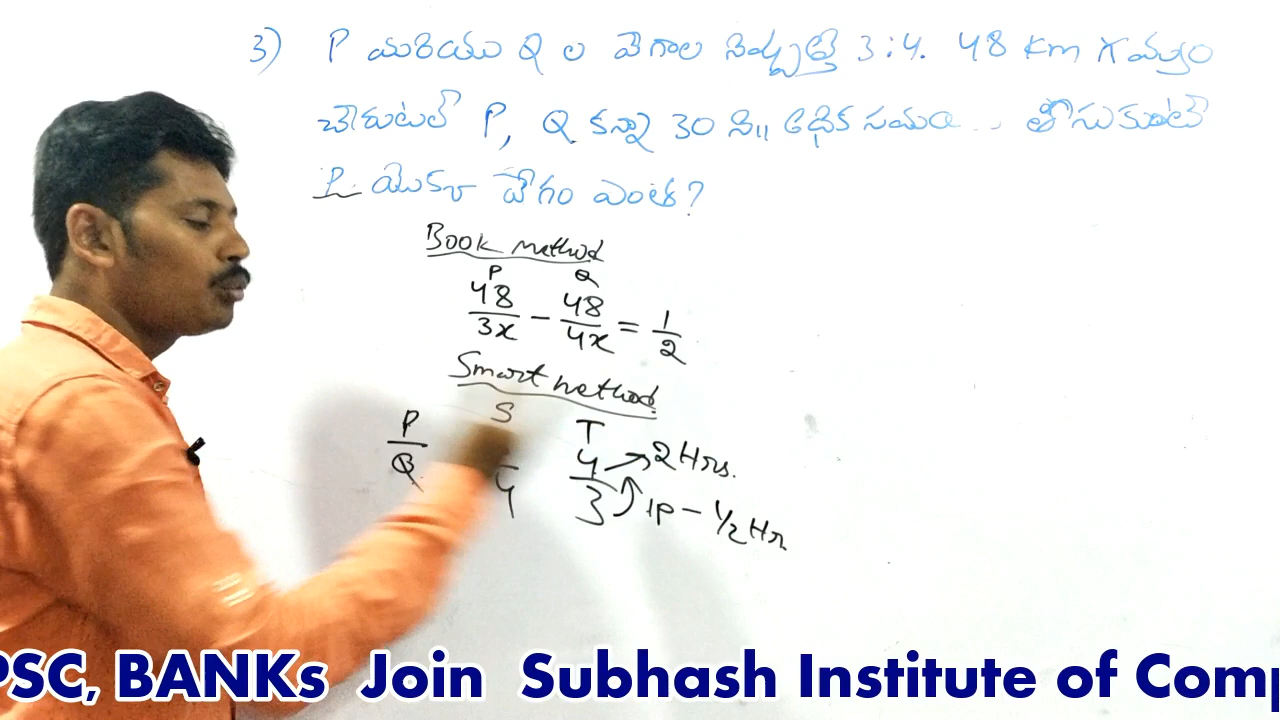 3) P మరియు Q ల వేగాల నిష్పత్తి 3:4. 48 Km గమ్యం
చేరుటలో P, Q కన్నా 30 ని॥ అధిక సమయం.. తీసుకుంటే
P యొక్క వేగం ఎంత?
Book method
P Q
48/3x - 48/4x = 1/2
Smart method
S T
P/Q 4 4/3 → 2 Hrs.
1P - 1/2 Hr
PSC, BANKs Join Subhash Institute of Comp